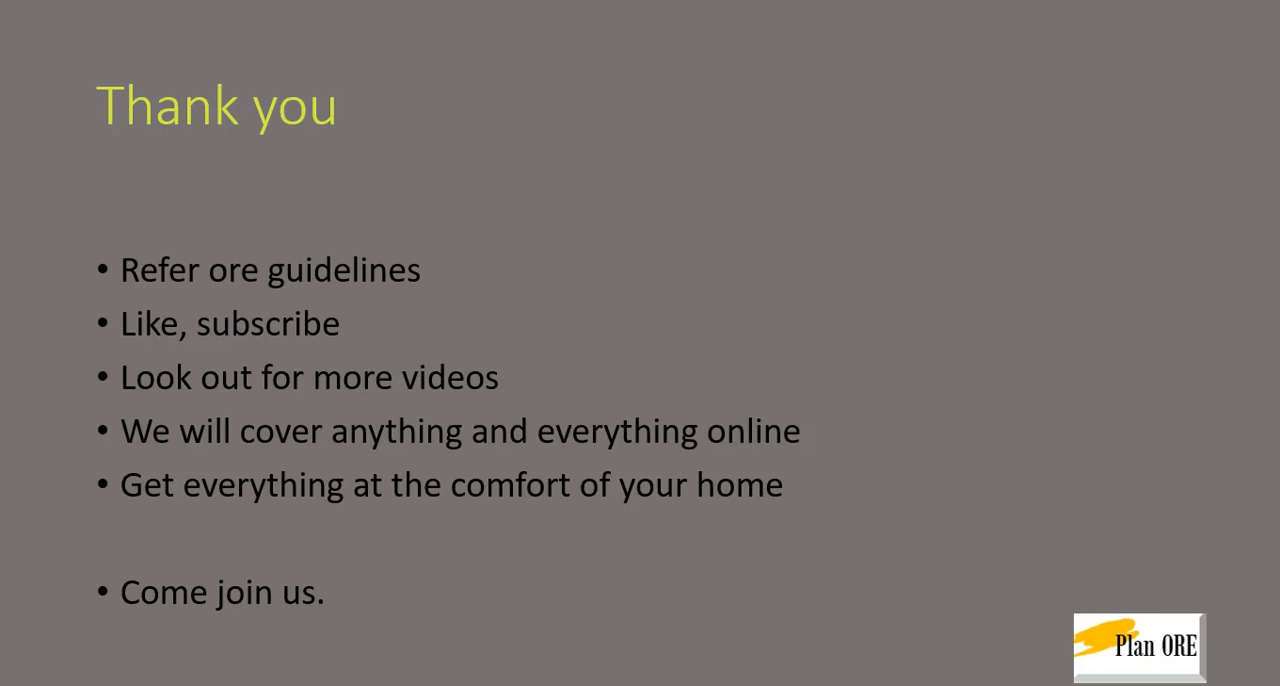 Thank you
• Refer ore guidelines
• Like, subscribe
• Look out for more videos
• We will cover anything and everything online
• Get everything at the comfort of your home
• Come join us.
Plan ORE